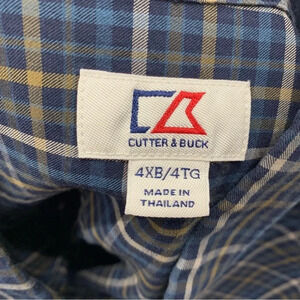 CUTTER & BUCK
4XB/4TG
MADE IN
THAILAND